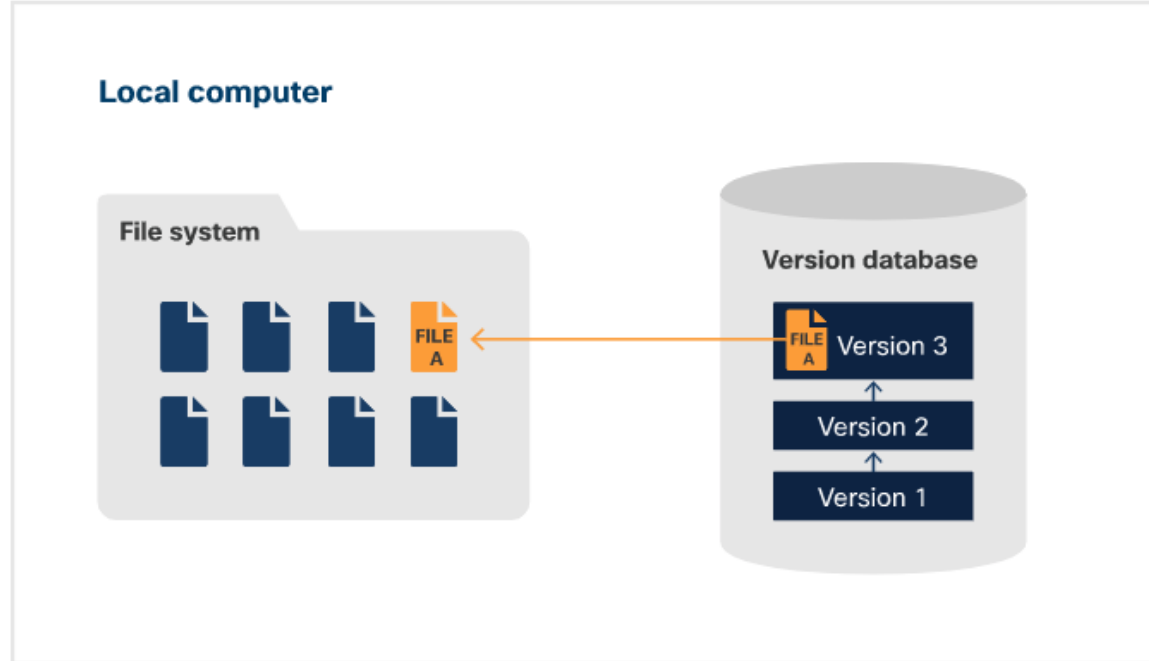 Local computer
File system
FILE
A
Version database
FILE
A
Version 3
Version 2
Version 1